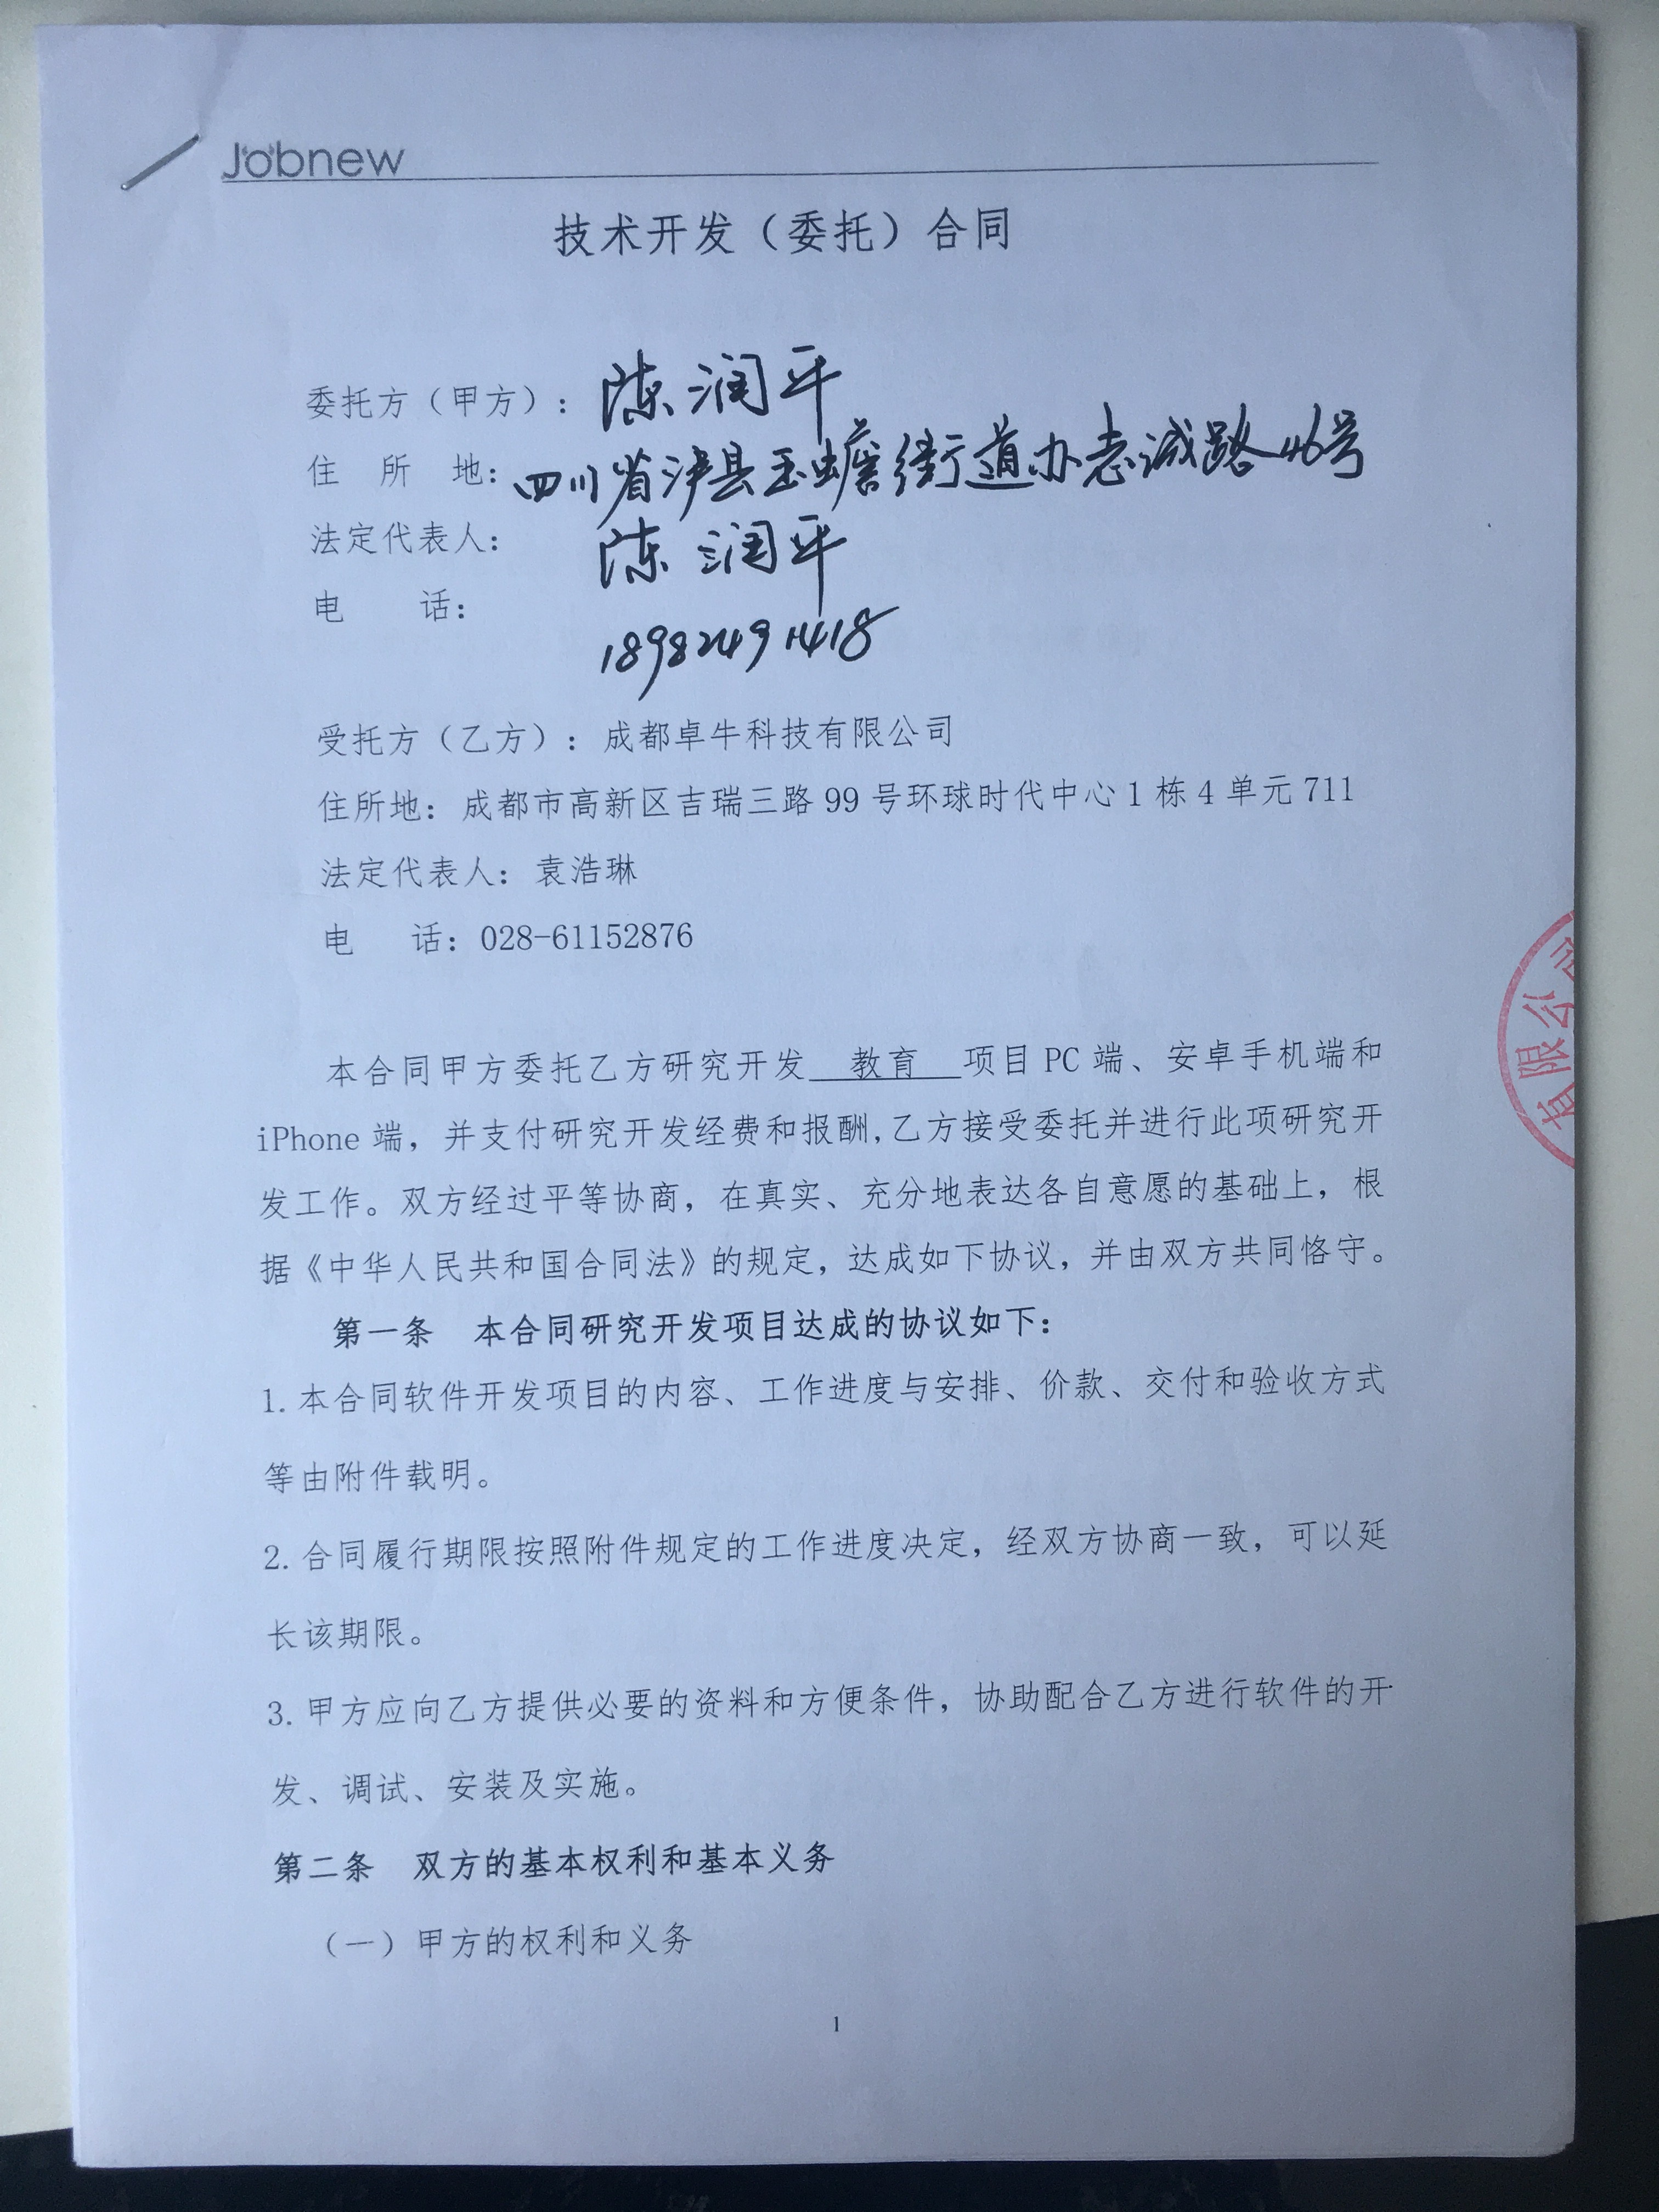 Jobnew
技术开发（委托）合同
委托方（甲方）：陈润平
住所地：四川省泸县玉蟾街道办志诚路46号
法定代表人：陈润平
电话：18982491418
受托方（乙方）：成都卓牛科技有限公司
住所地：成都市高新区吉瑞三路99号环球时代中心1栋4单元711
法定代表人：袁浩琳
电话：028-61152876
本合同甲方委托乙方研究开发 教育 项目PC端、安卓手机端和
iPhone端，并支付研究开发经费和报酬,乙方接受委托并进行此项研究开
发工作。双方经过平等协商，在真实、充分地表达各自意愿的基础上，根
据《中华人民共和国合同法》的规定，达成如下协议，并由双方共同恪守。
第一条 本合同研究开发项目达成的协议如下：
1.本合同软件开发项目的内容、工作进度与安排、价款、交付和验收方式
等由附件载明。
2.合同履行期限按照附件规定的工作进度决定，经双方协商一致，可以延
长该期限。
3.甲方应向乙方提供必要的资料和方便条件，协助配合乙方进行软件的开
发、调试、安装及实施。
第二条 双方的基本权利和基本义务
（一）甲方的权利和义务
1
有限公司